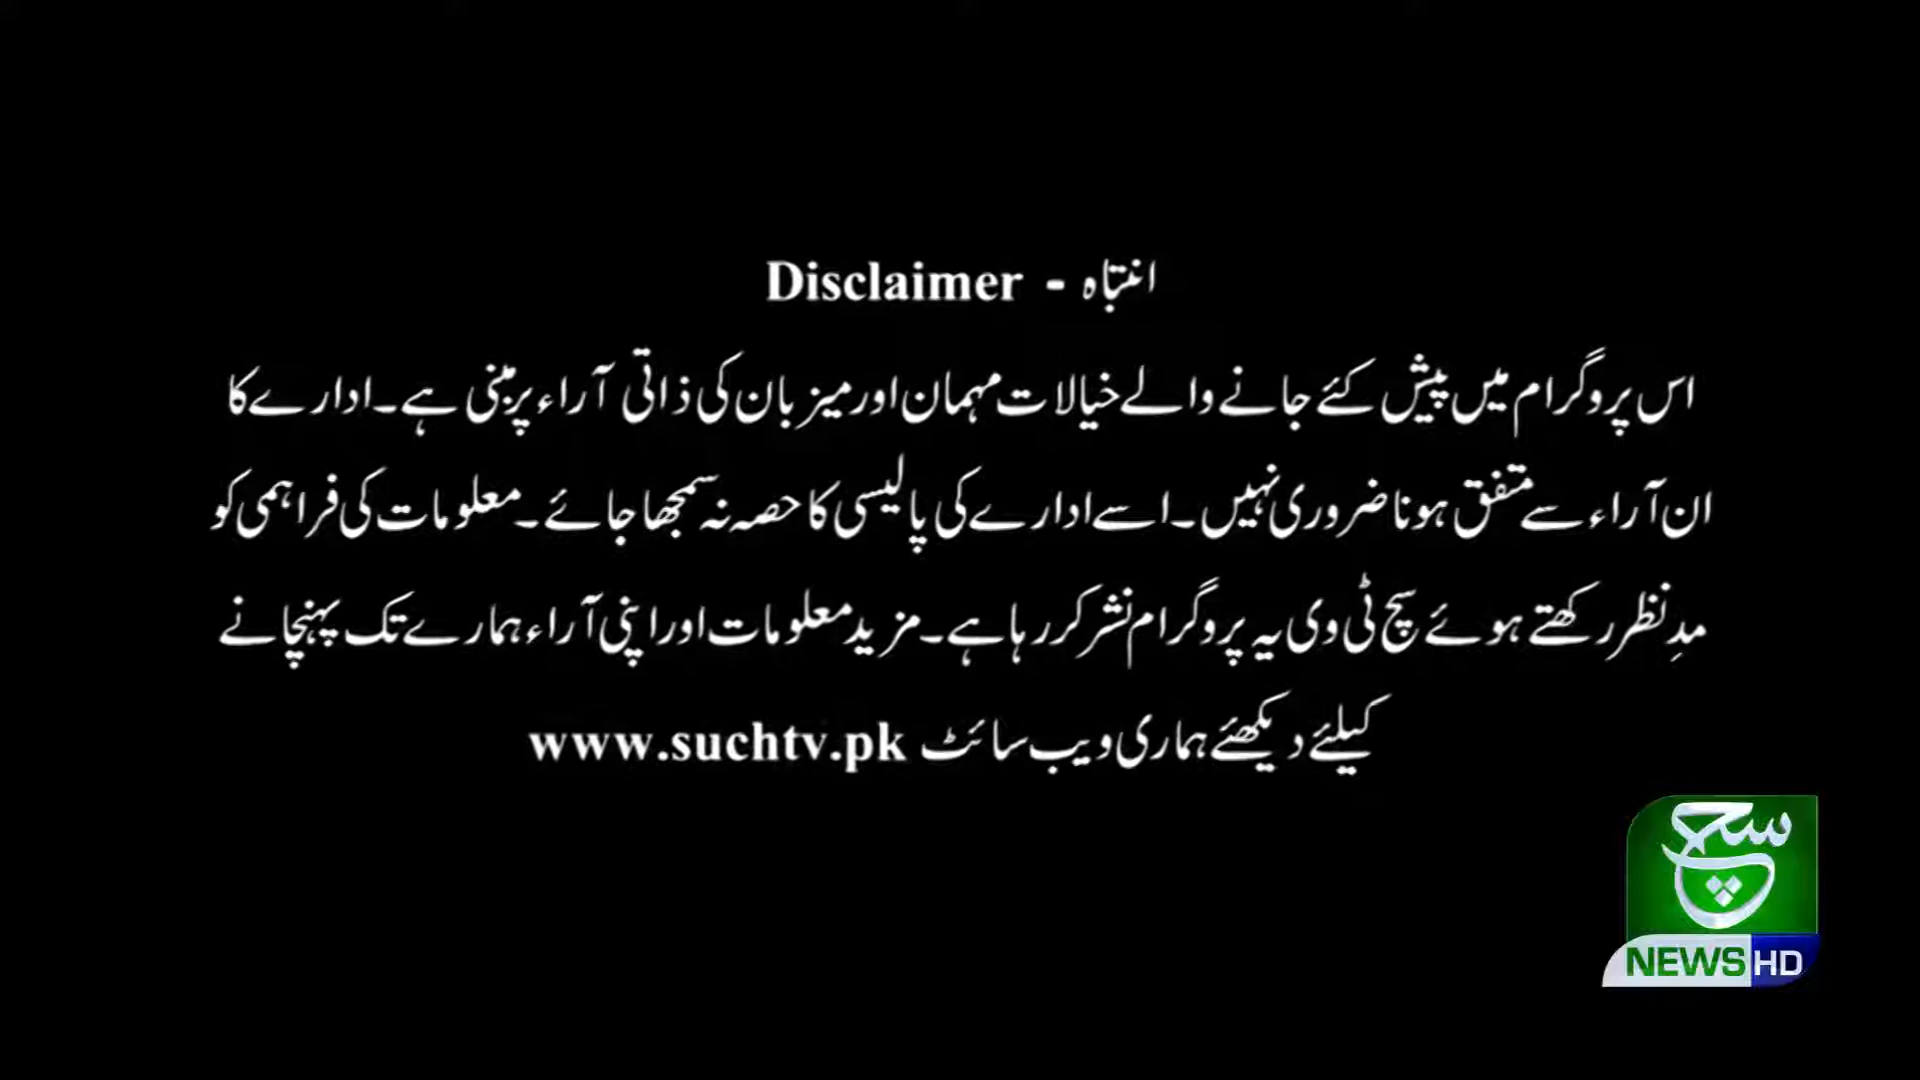 انتباہ - Disclaimer
اس پروگرام میں پیش کئے جانے والے خیالات مہمان اور میزبان کی ذاتی آراء پر مبنی ہے۔ ادارے کا
ان آراء سے متفق ہونا ضروری نہیں۔ اسے ادارے کی پالیسی کا حصہ نہ سمجھا جائے۔ معلومات کی فراہمی کو
مدِنظر رکھتے ہوئے سچ ٹی وی یہ پروگرام نشر کر رہا ہے۔ مزید معلومات اور اپنی آراء ہمارے تک پہنچانے
کیلئے دیکھئے ہماری ویب سائٹ www.suchtv.pk
سچ
NEWS HD